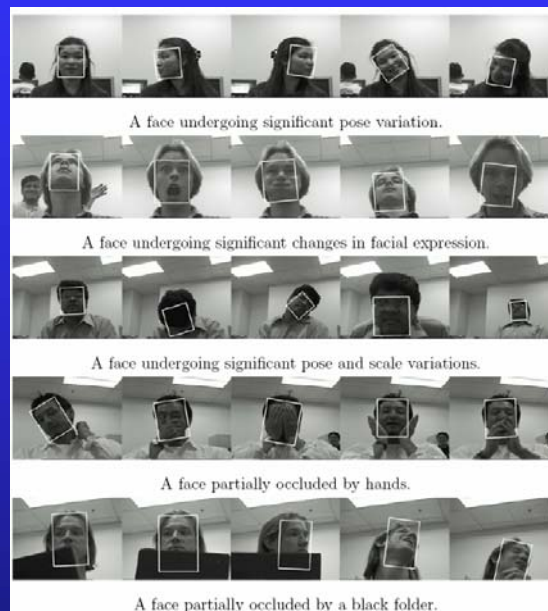 A face undergoing significant pose variation.
A face undergoing significant changes in facial expression.
A face undergoing significant pose and scale variations.
A face partially occluded by hands.
A face partially occluded by a black folder.